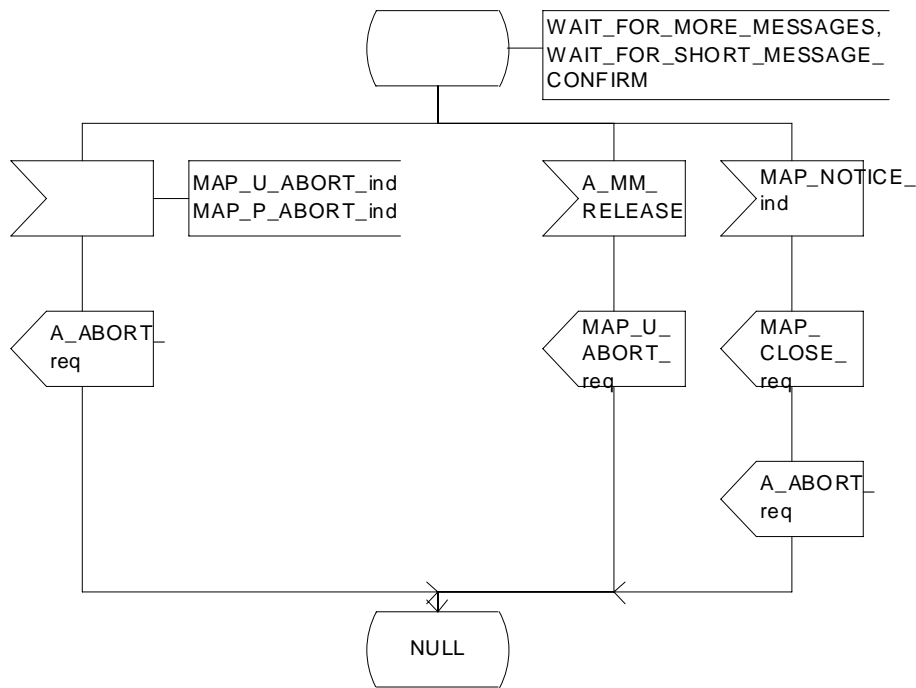 WAIT_FOR_MORE_MESSAGES,
WAIT_FOR_SHORT_MESSAGE_
CONFIRM
MAP_U_ABORT_ind
MAP_P_ABORT_ind
A_MM_
RELEASE
MAP_NOTICE_
ind
A_ABORT_
req
MAP_U_
ABORT_
req
MAP_
CLOSE_
req
A_ABORT_
req
NULL